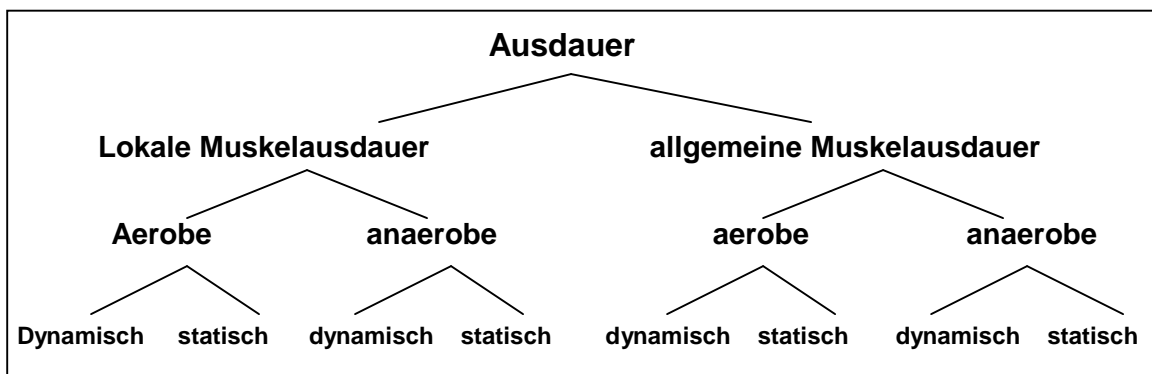 Ausdauer
Lokale Muskelausdauer allgemeine Muskelausdauer
Aerobe anaerobe aerobe anaerobe
Dynamisch statisch dynamisch statisch dynamisch statisch dynamisch statisch